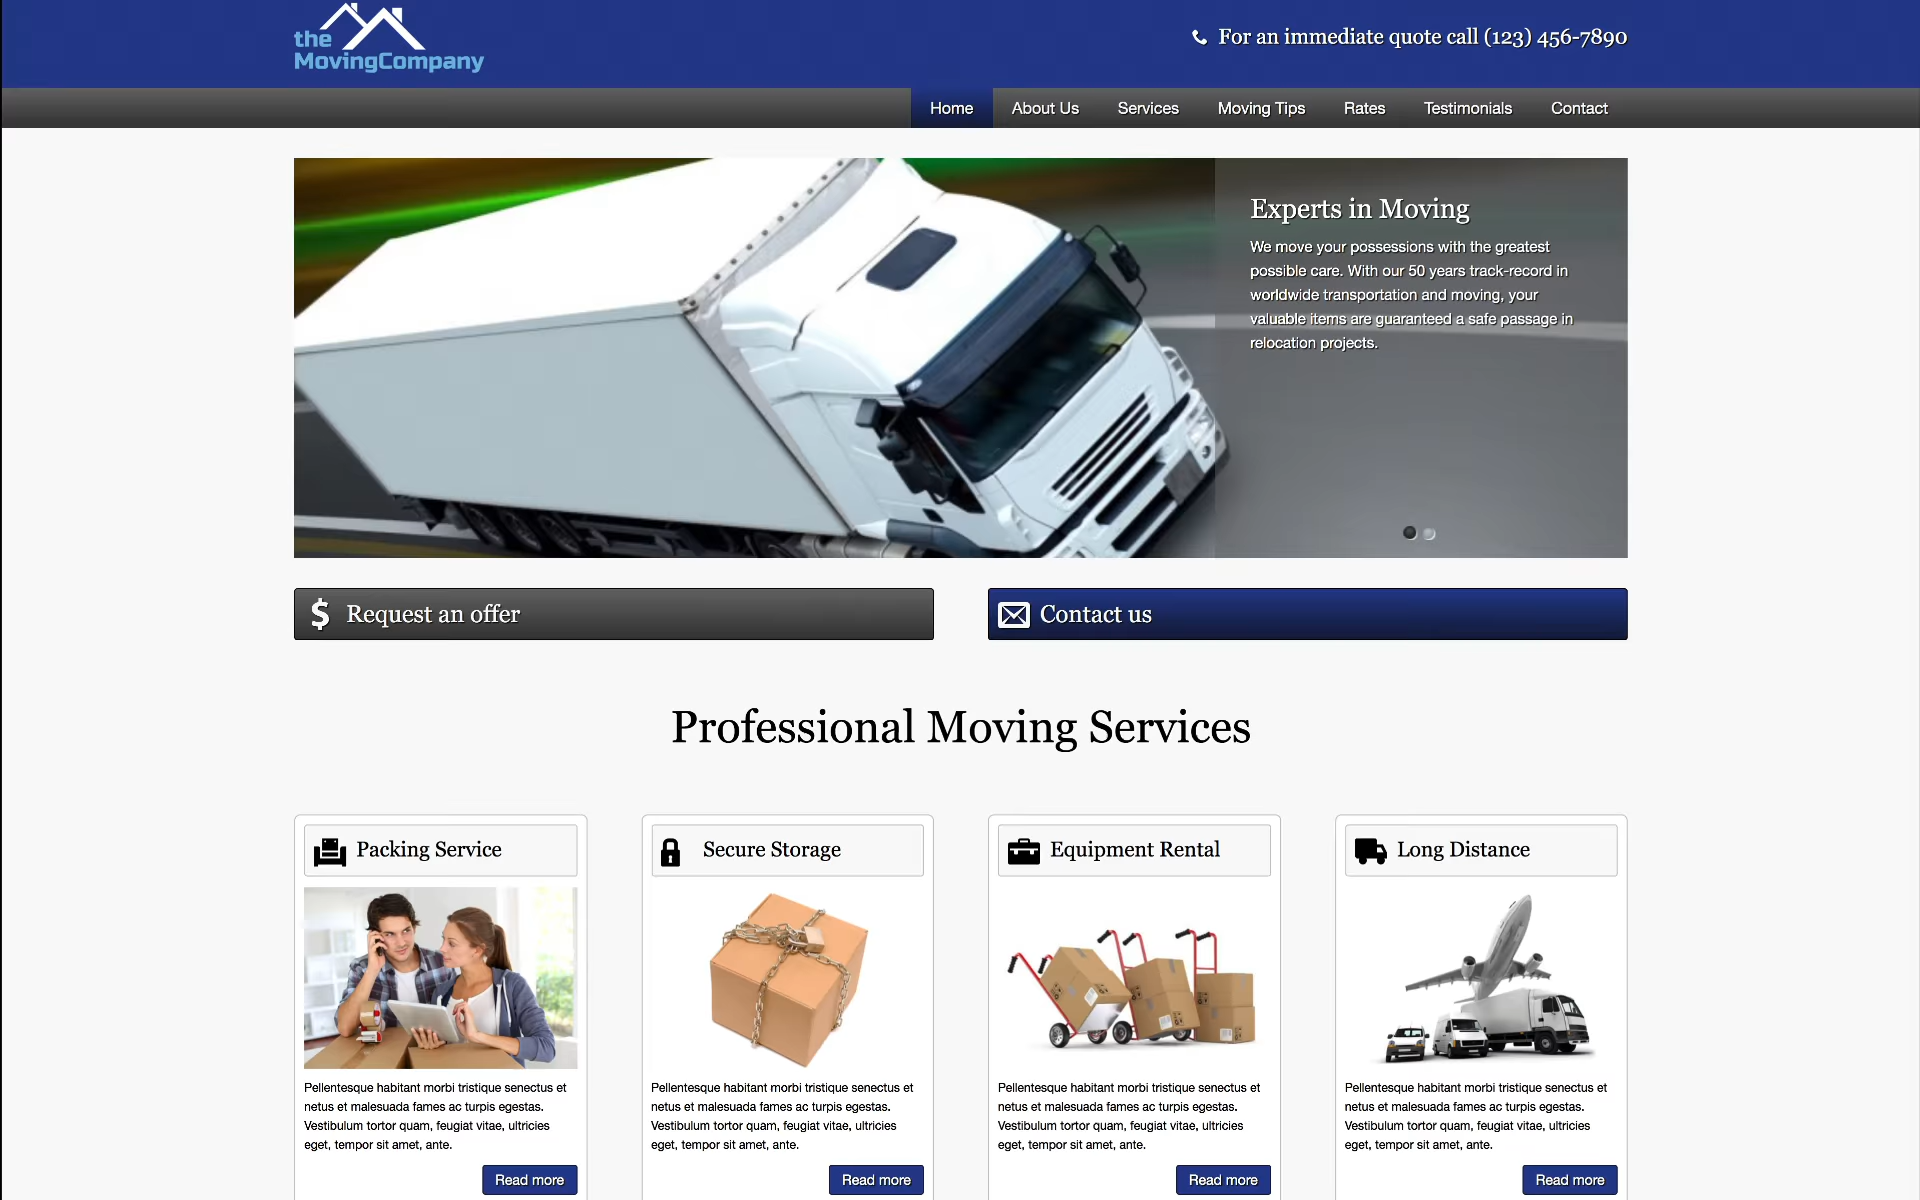 the
MovingCompany
For an immediate quote call (123) 456-7890
Home About Us Services Moving Tips Rates Testimonials Contact
Experts in Moving
We move your possessions with the greatest
possible care. With our 50 years track-record in
worldwide transportation and moving, your
valuable items are guaranteed a safe passage in
relocation projects.
$ Request an offer
Contact us
Professional Moving Services
Packing Service
Pellentesque habitant morbi tristique senectus et
netus et malesuada fames ac turpis egestas.
Vestibulum tortor quam, feugiat vitae, ultricies
eget, tempor sit amet, ante.
Read more
Secure Storage
Pellentesque habitant morbi tristique senectus et
netus et malesuada fames ac turpis egestas.
Vestibulum tortor quam, feugiat vitae, ultricies
eget, tempor sit amet, ante.
Read more
Equipment Rental
Pellentesque habitant morbi tristique senectus et
netus et malesuada fames ac turpis egestas.
Vestibulum tortor quam, feugiat vitae, ultricies
eget, tempor sit amet, ante.
Read more
Long Distance
Pellentesque habitant morbi tristique senectus et
netus et malesuada fames ac turpis egestas.
Vestibulum tortor quam, feugiat vitae, ultricies
eget, tempor sit amet, ante.
Read more